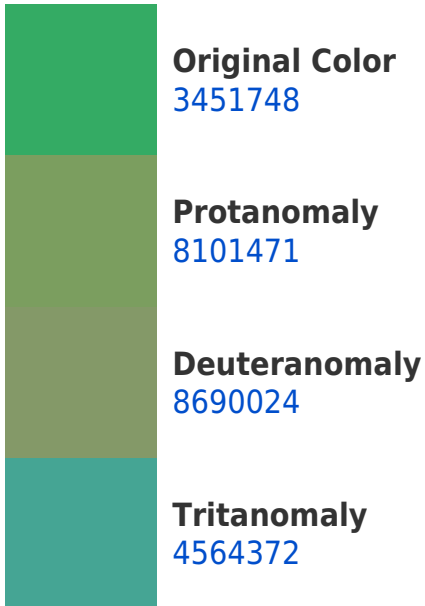 Original Color
3451748
Protanomaly
8101471
Deuteranomaly
8690024
Tritanomaly
4564372